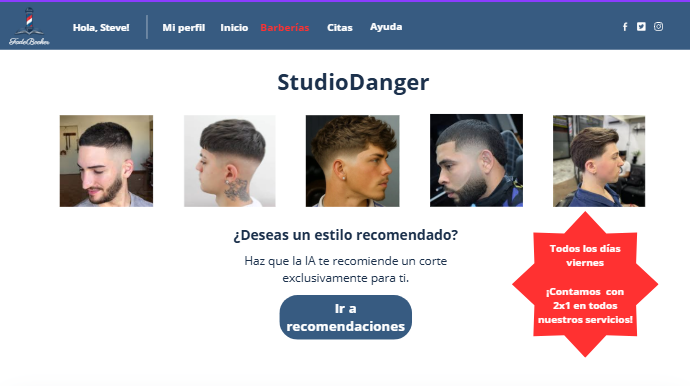 Hola, Steve!
Mi perfil
Inicio
Barberías
Citas
Ayuda
FadeBooker
StudioDanger
¿Deseas un estilo recomendado?
Haz que la IA te recomiende un corte
exclusivamente para ti.
Ir a
recomendaciones
Todos los días
viernes
¡Contamos con
2x1 en todos
nuestros servicios!